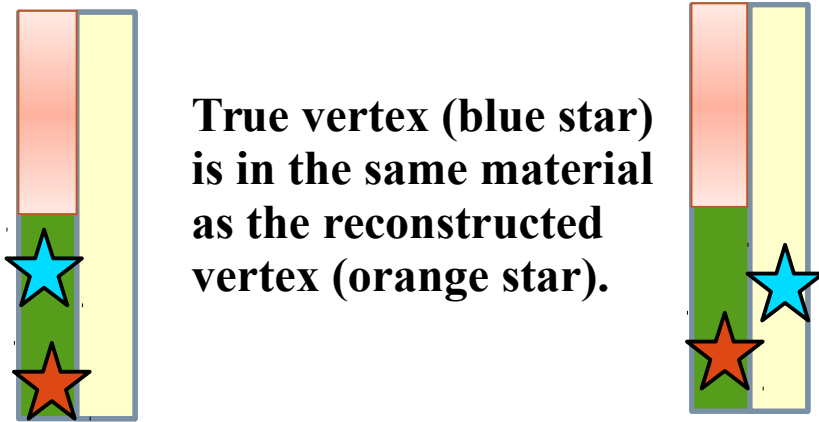 True vertex (blue star)
is in the same material
as the reconstructed
vertex (orange star).